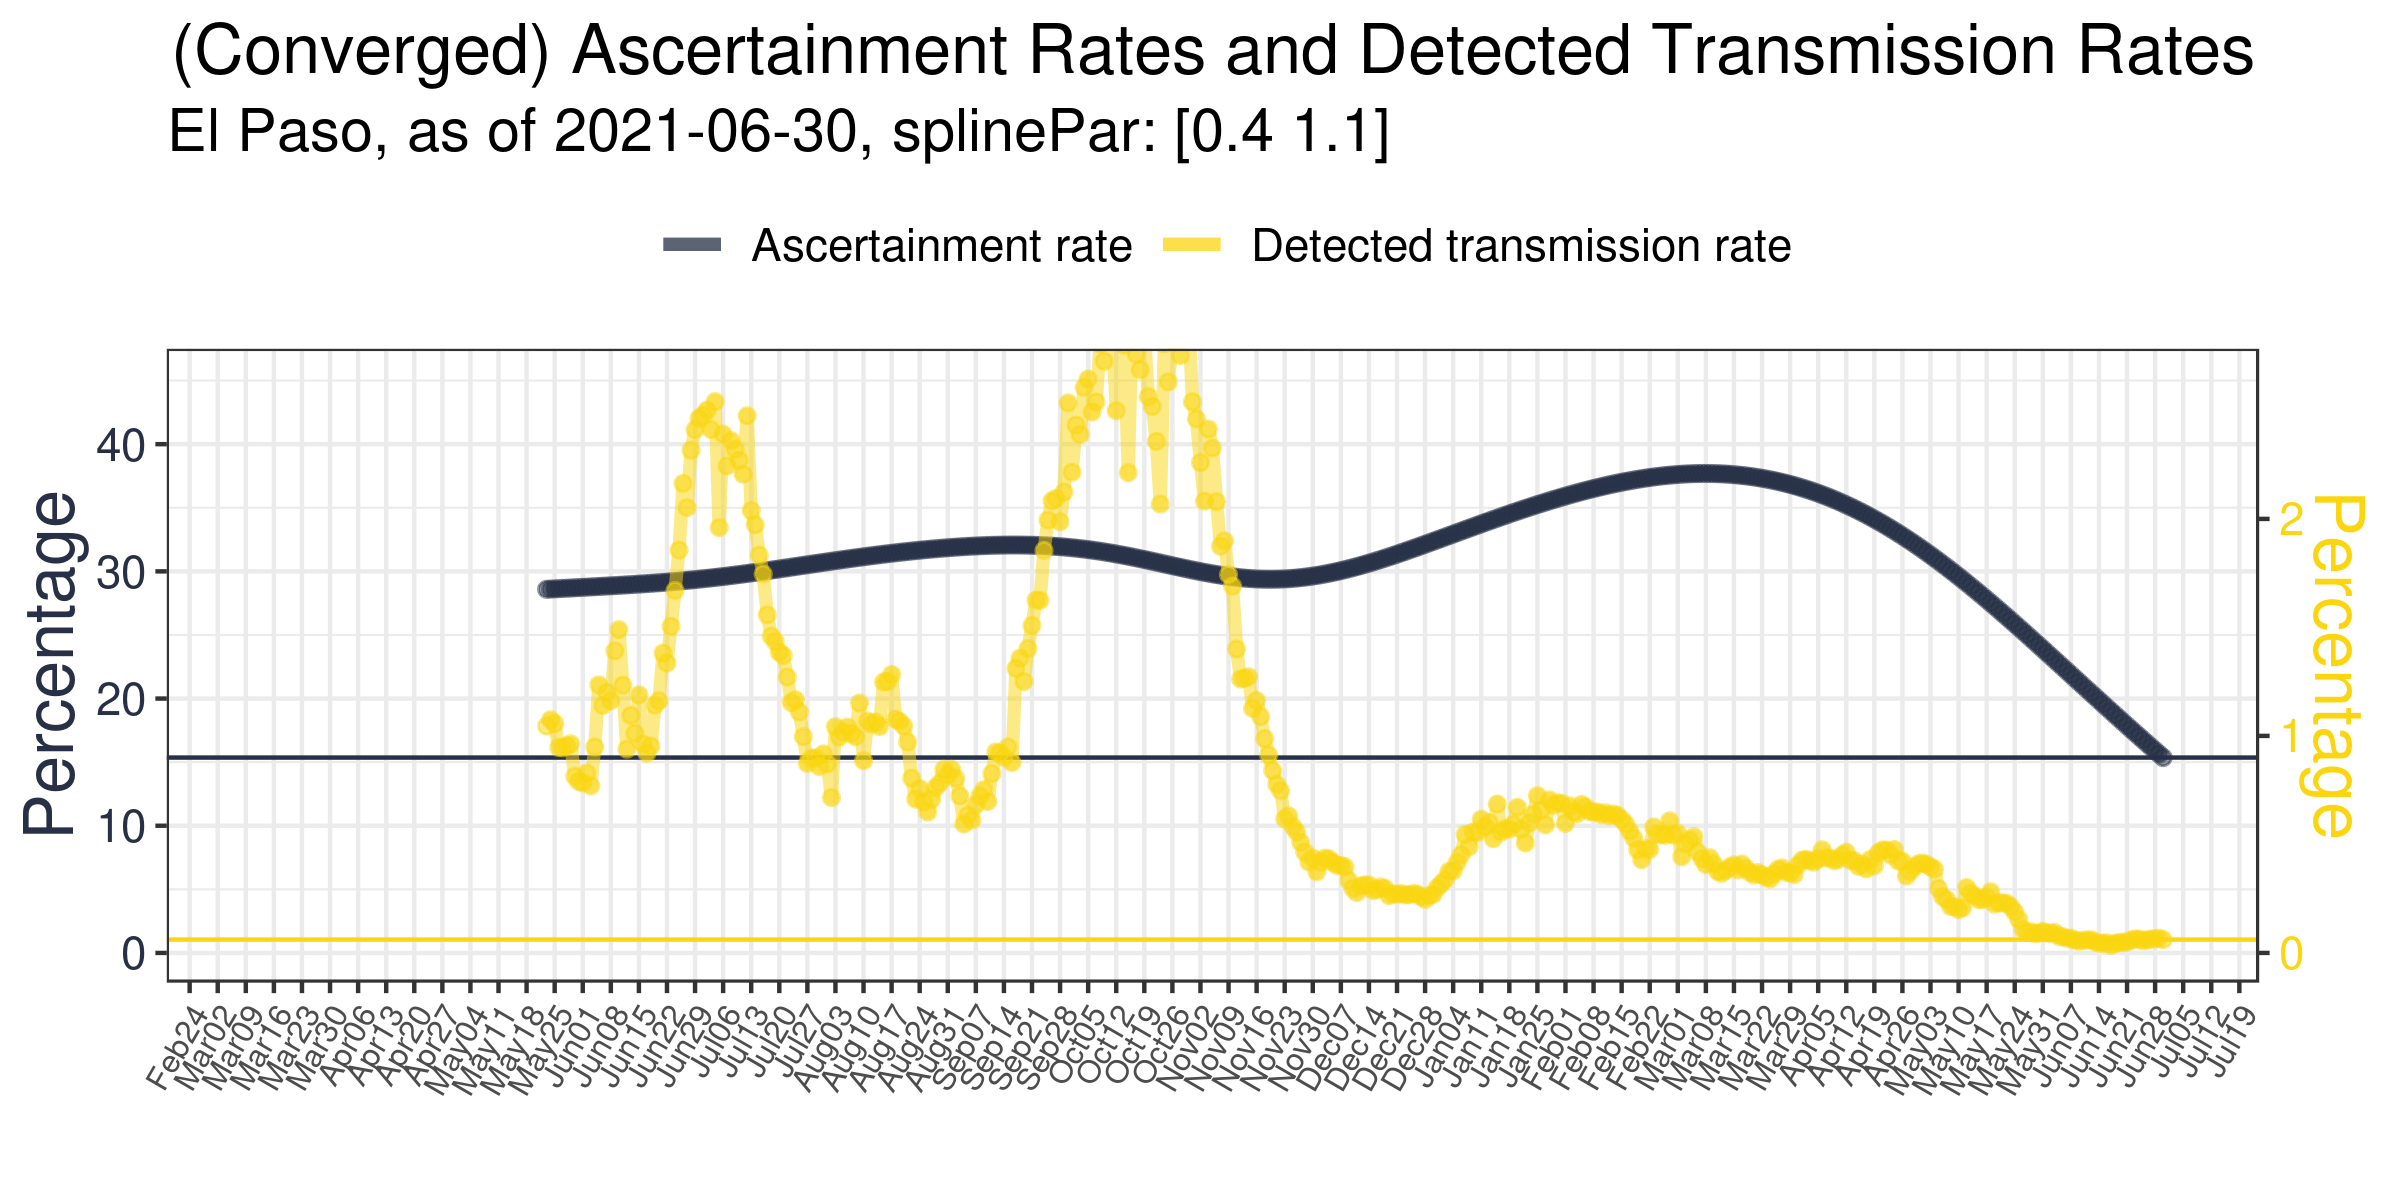 (Converged) Ascertainment Rates and Detected Transmission Rates
El Paso, as of 2021-06-30, splinePar: [0.4 1.1]
Ascertainment rate
Detected transmission rate
Percentage
40
30
20
10
0
2
1
0
Percentage
Feb24
Mar02
Mar09
Mar16
Mar23
Mar30
Apr06
Apr13
Apr20
Apr27
May04
May11
May18
May25
Jun01
Jun08
Jun15
Jun22
Jun29
Jul06
Jul13
Jul20
Jul27
Aug03
Aug10
Aug17
Aug24
Aug31
Sep07
Sep14
Sep21
Sep28
Oct05
Oct12
Oct19
Oct26
Nov02
Nov09
Nov16
Nov23
Nov30
Dec07
Dec14
Dec21
Dec28
Jan04
Jan11
Jan18
Jan25
Feb01
Feb08
Feb15
Feb22
Mar01
Mar08
Mar15
Mar22
Mar29
Apr05
Apr12
Apr19
Apr26
May03
May10
May17
May24
May31
Jun07
Jun14
Jun21
Jun28
Jul05
Jul12
Jul19